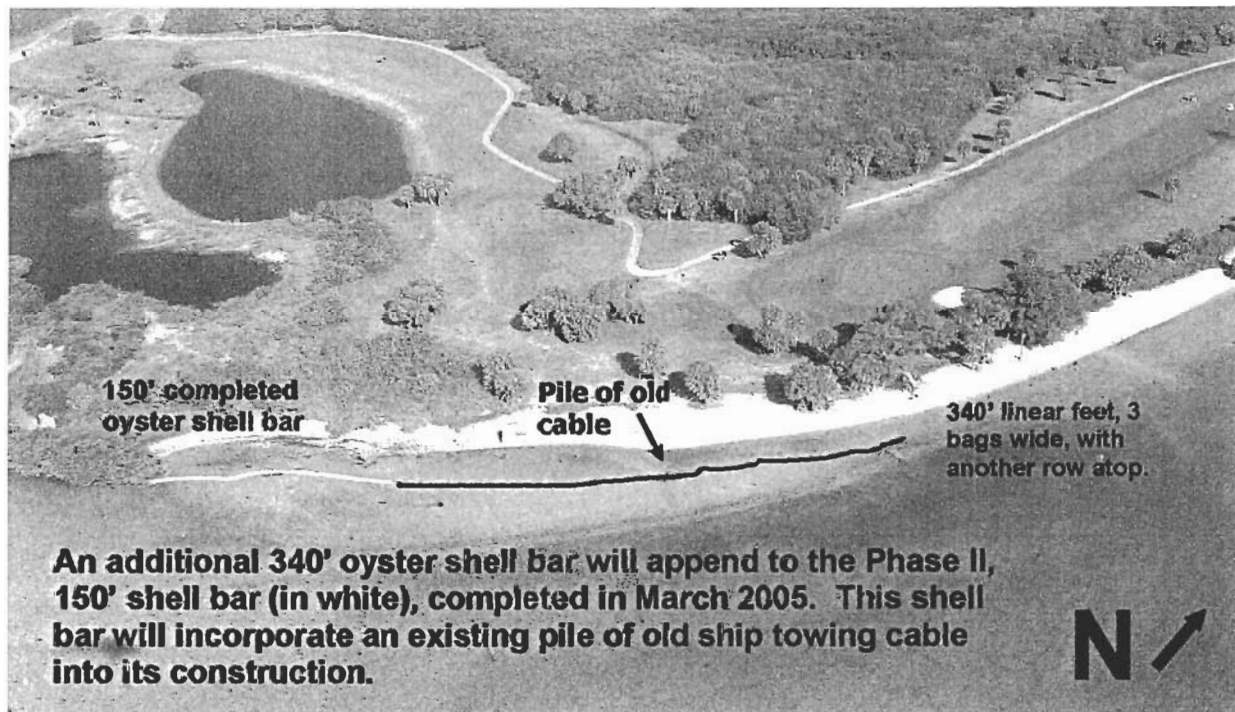 150' completed
oyster shell bar
Pile of old
cable
340' linear feet, 3
bags wide, with
another row atop.
An additional 340' oyster shell bar will append to the Phase II,
150' shell bar (in white), completed in March 2005. This shell
bar will incorporate an existing pile of old ship towing cable
into its construction.
N